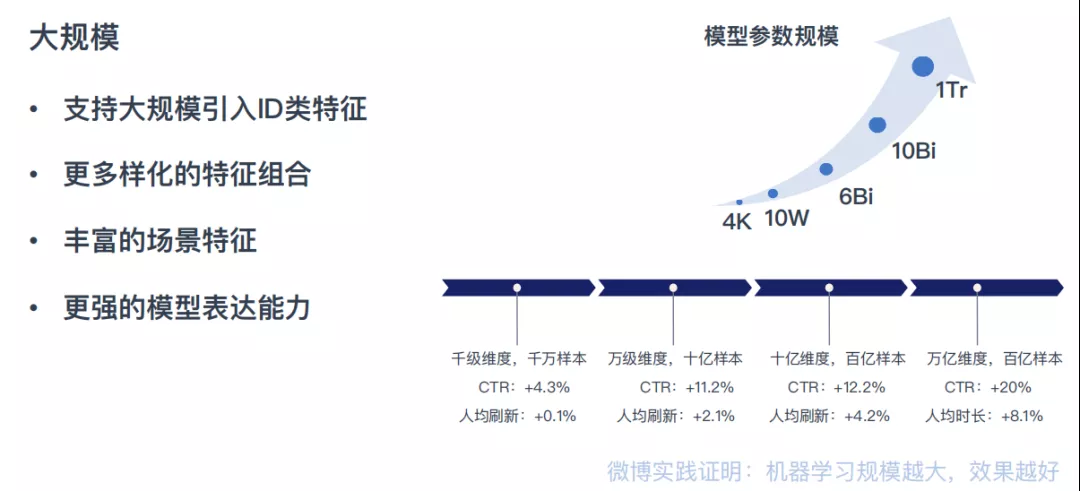 大规模
• 支持大规模引入ID类特征
• 更多样化的特征组合
• 丰富的场景特征
• 更强的模型表达能力
模型参数规模
1Tr
10Bi
6Bi
10W
4K
千级维度，千万样本
CTR：+4.3%
人均刷新：+0.1%
万级维度，十亿样本
CTR：+11.2%
人均刷新：+2.1%
十亿维度，百亿样本
CTR：+12.2%
人均刷新：+4.2%
万亿维度，百亿样本
CTR：+20%
人均时长：+8.1%
微博实践证明：机器学习规模越大，效果越好